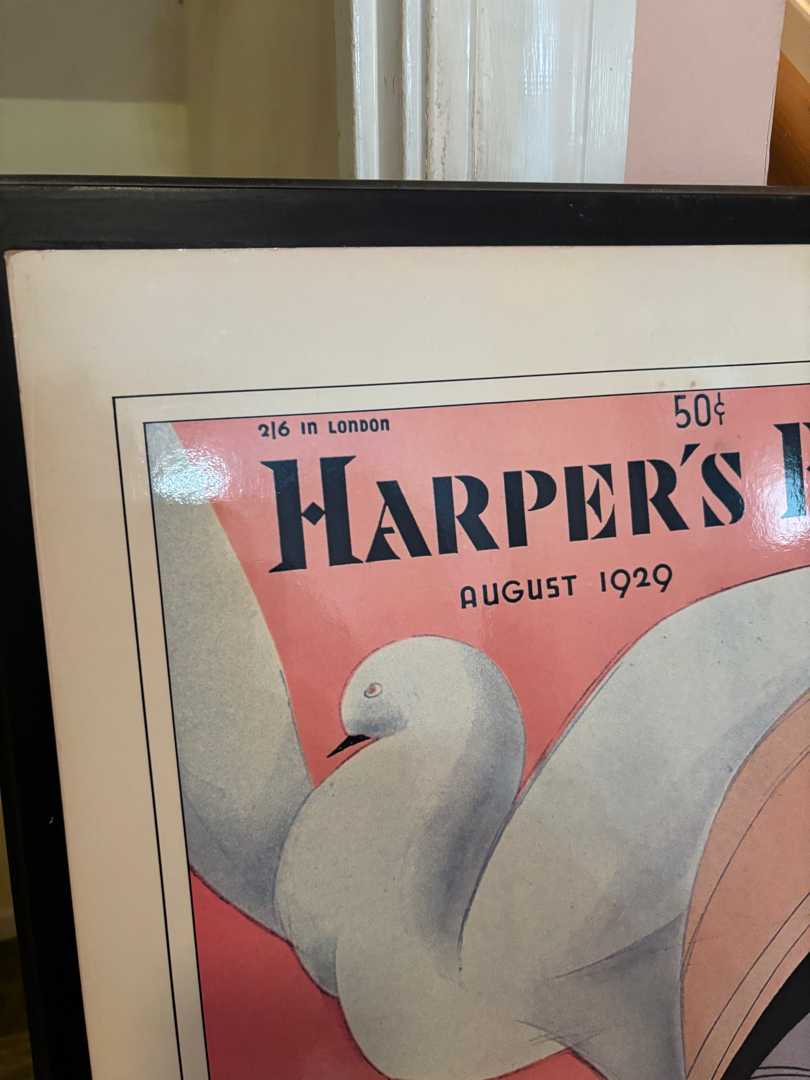 2/6 IN LONDON
50¢
HARPER'S
AUGUST 1929